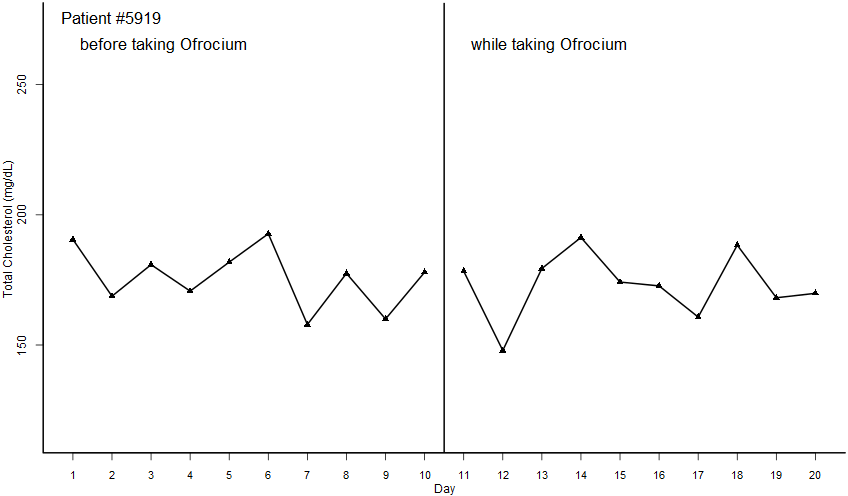 Patient #5919
before taking Ofrocium
while taking Ofrocium
Total Cholesterol (mg/dL)
250
200
150
1 2 3 4 5 6 7 8 9 10 11 12 13 14 15 16 17 18 19 20
Day